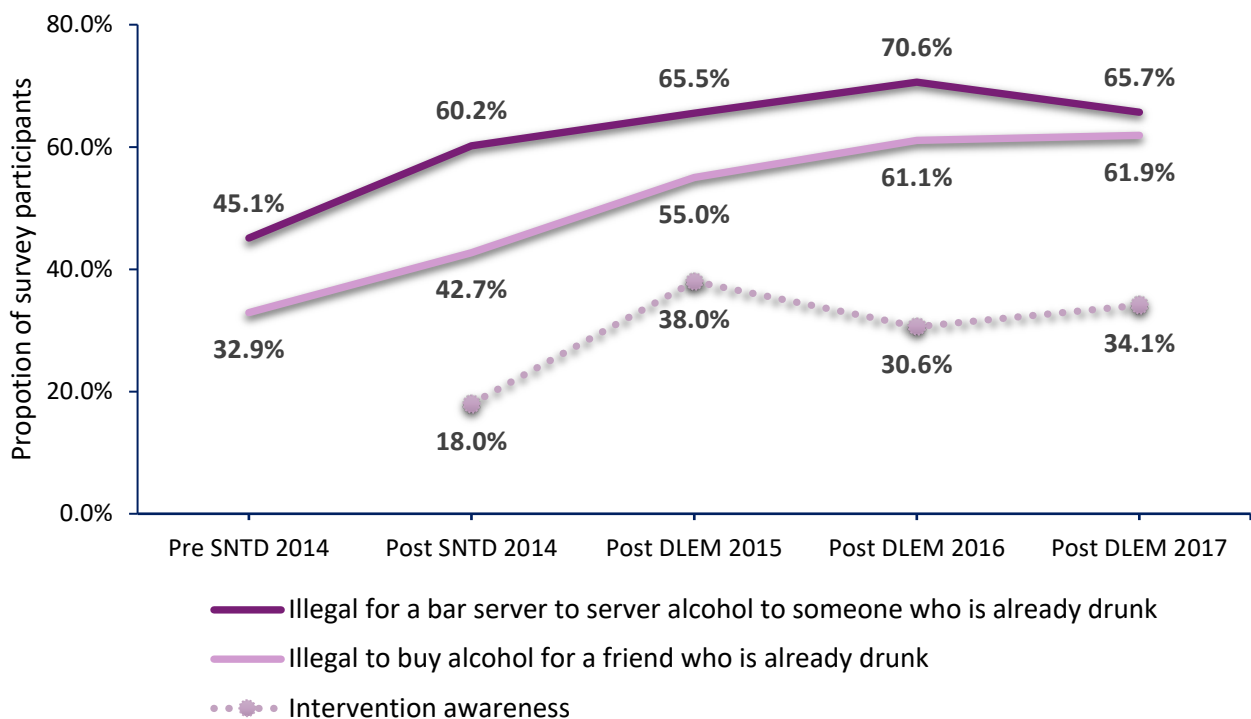 80.0%
60.0%
40.0%
20.0%
0.0%
Propotion of survey participants
45.1%
60.2%
65.5%
70.6%
65.7%
32.9%
42.7%
55.0%
61.1%
61.9%
18.0%
38.0%
30.6%
34.1%
Pre SNTD 2014
Post SNTD 2014
Post DLEM 2015
Post DLEM 2016
Post DLEM 2017
Illegal for a bar server to server alcohol to someone who is already drunk
Illegal to buy alcohol for a friend who is already drunk
Intervention awareness